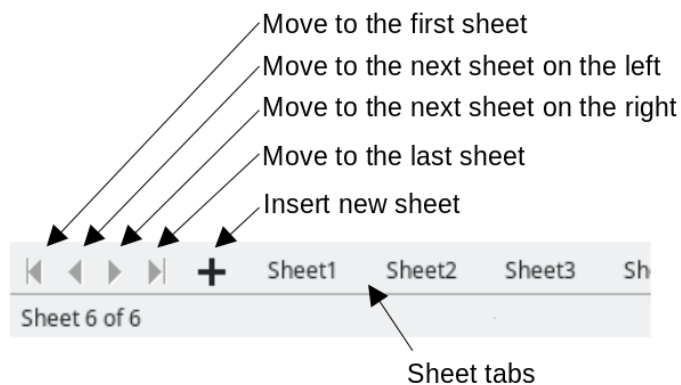 Move to the first sheet
Move to the next sheet on the left
Move to the next sheet on the right
Move to the last sheet
Insert new sheet
Sheet1 Sheet2 Sheet3 Sh
Sheet 6 of 6
Sheet tabs